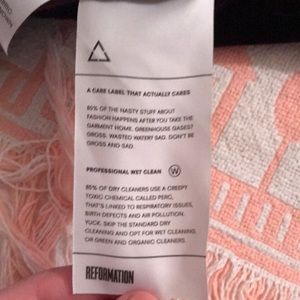 A CARE LABEL THAT ACTUALLY CARES
85% OF THE NASTY STUFF ABOUT
FASHION HAPPENS AFTER YOU TAKE THE
GARMENT HOME. GREENHOUSE GASES?
GROSS. WASTED WATER? SAD. DON'T BE
GROSS AND SAD.
PROFESSIONAL WET CLEAN W
85% OF DRY CLEANERS USE A CREEPY
TOXIC CHEMICAL CALLED PERC,
THAT'S LINKED TO RESPIRATORY ISSUES,
BIRTH DEFECTS AND AIR POLLUTION.
YUCK. SKIP THE STANDARD DRY
CLEANING AND OPT FOR WET CLEANING,
OR GREEN AND ORGANIC CLEANERS.
REFORMATION